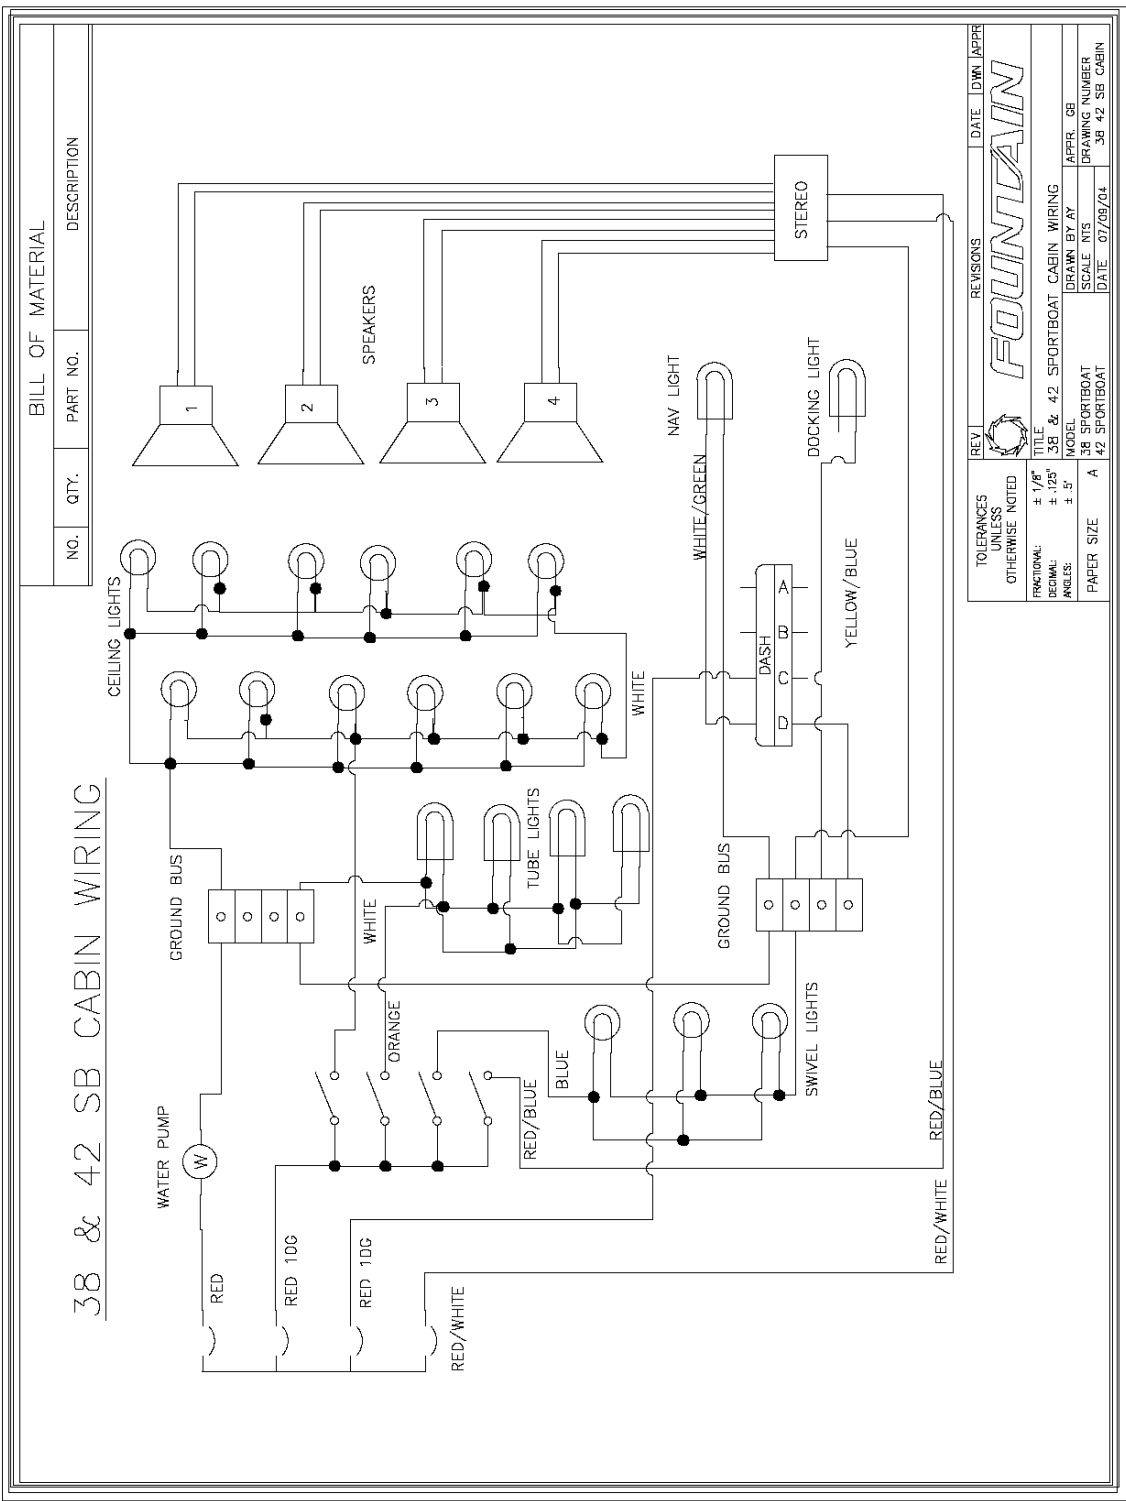 38 & 42 SB CABIN WIRING
BILL OF MATERIAL
NO.
QTY.
PART NO.
DESCRIPTION
WATER PUMP
W
GROUND BUS
CEILING LIGHTS
RED
RED 10G
RED 10G
RED/WHITE
WHITE
ORANGE
RED/BLUE
BLUE
TUBE LIGHTS
WHITE
1
2
3
4
SPEAKERS
STEREO
SWIVEL LIGHTS
GROUND BUS
DASH
D
C
B
A
WHITE/GREEN
NAV LIGHT
YELLOW/BLUE
DOCKING LIGHT
RED/BLUE
RED/WHITE
TOLERANCES
UNLESS
OTHERWISE NOTED
FRACTIONAL: ± 1/8"
DECIMAL: ± .125"
ANGLES: ± .5°
PAPER SIZE A
REV
REVISIONS
DATE
DWN
APPR
FOUNTAIN
TITLE
38 & 42 SPORTBOAT CABIN WIRING
MODEL
38 SPORTBOAT
42 SPORTBOAT
DRAWN BY AY
APPR. GB
SCALE NTS
DATE 07/09/04
DRAWING NUMBER
38 42 SB CABIN